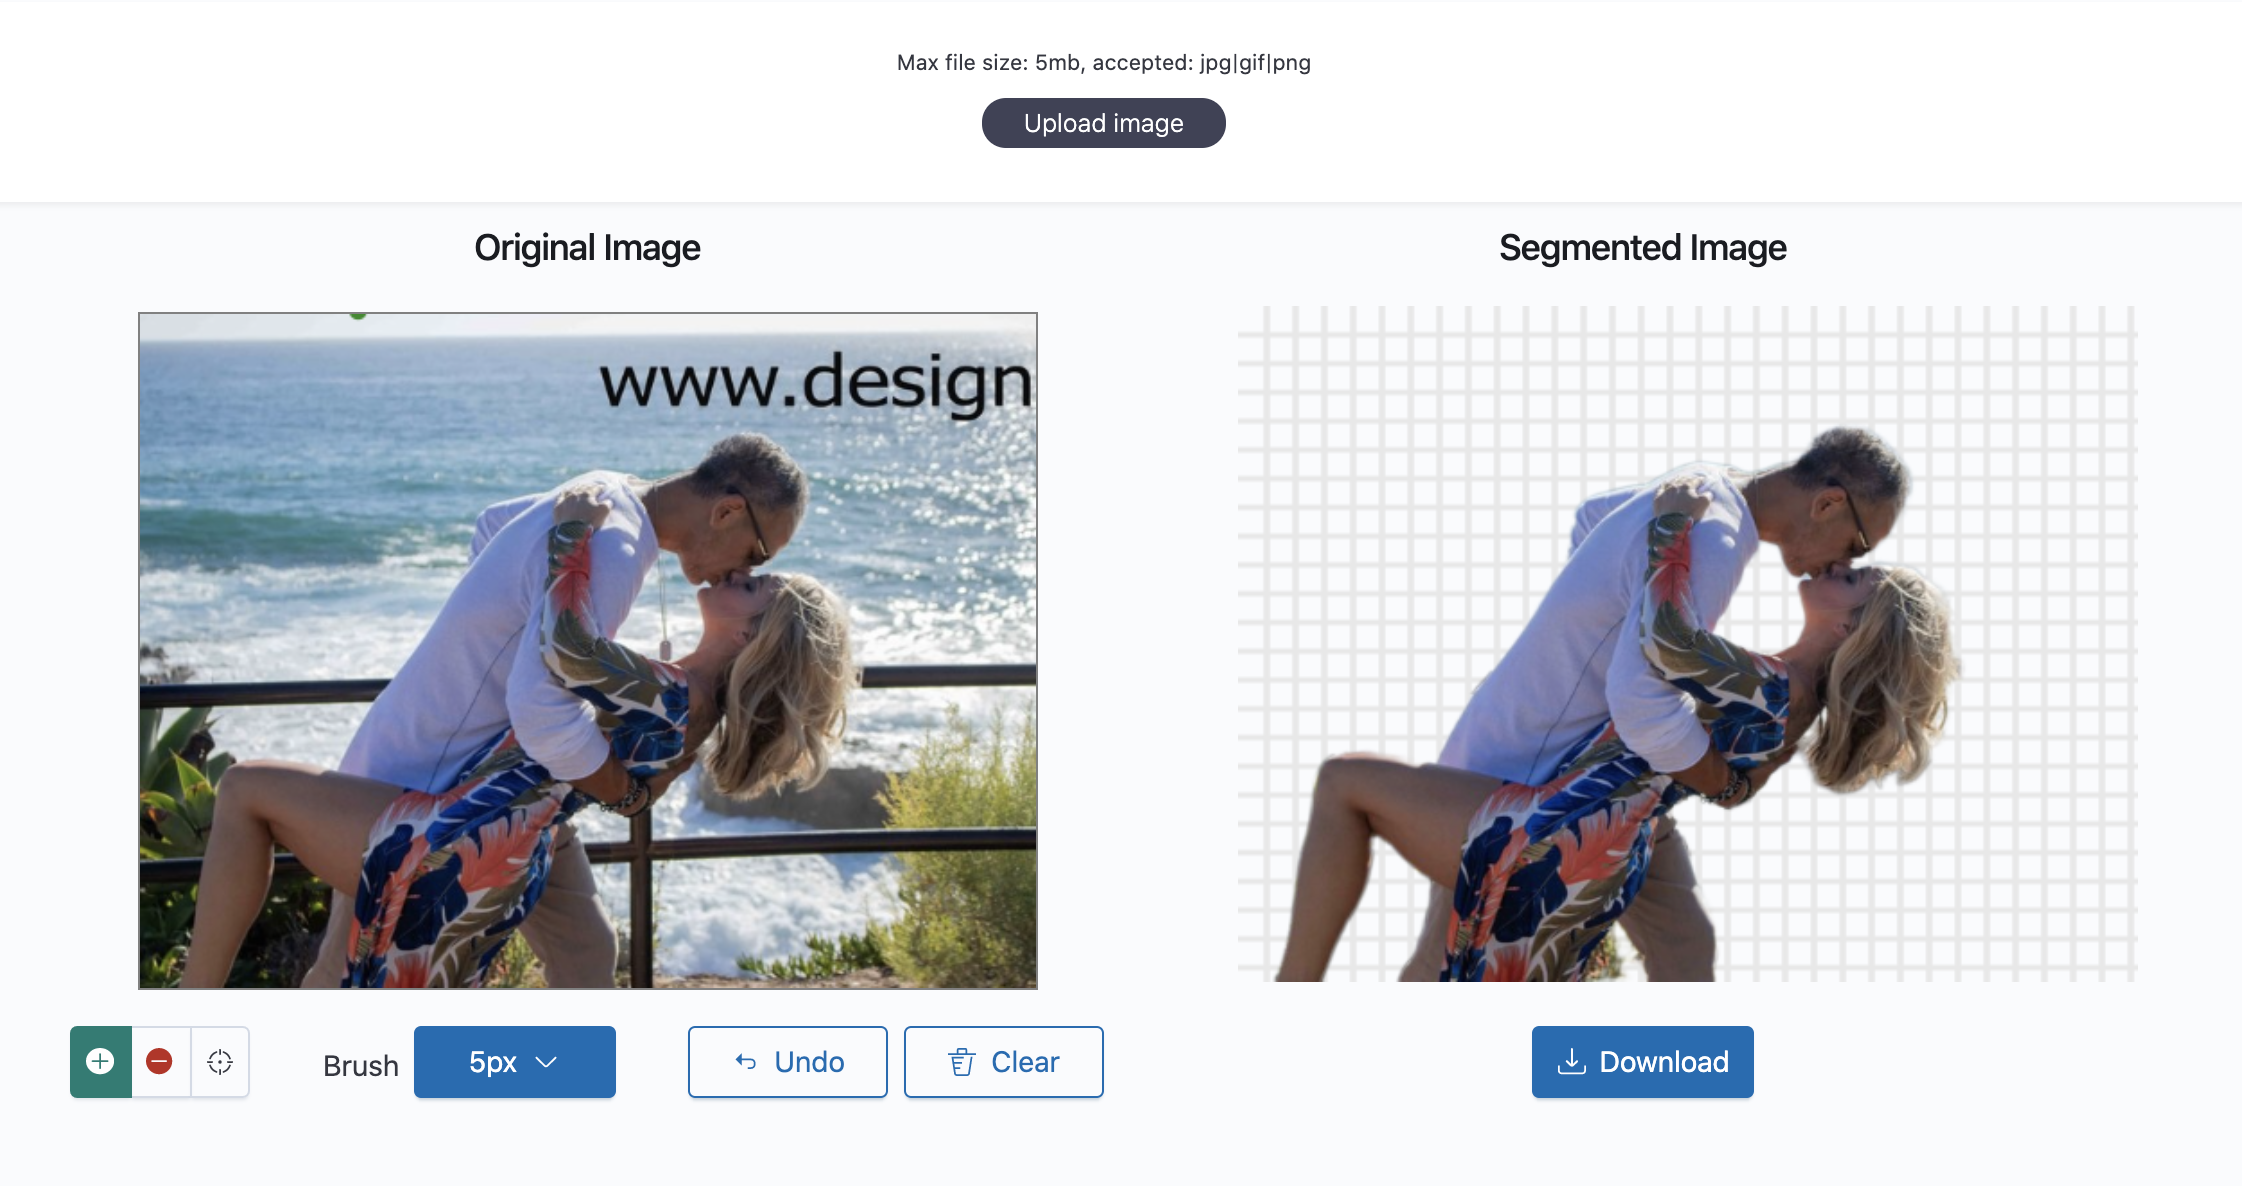 Max file size: 5mb, accepted: jpg|gif|png
Upload image
Original Image
Segmented Image
www.design
Brush
5px
Undo
Clear
Download